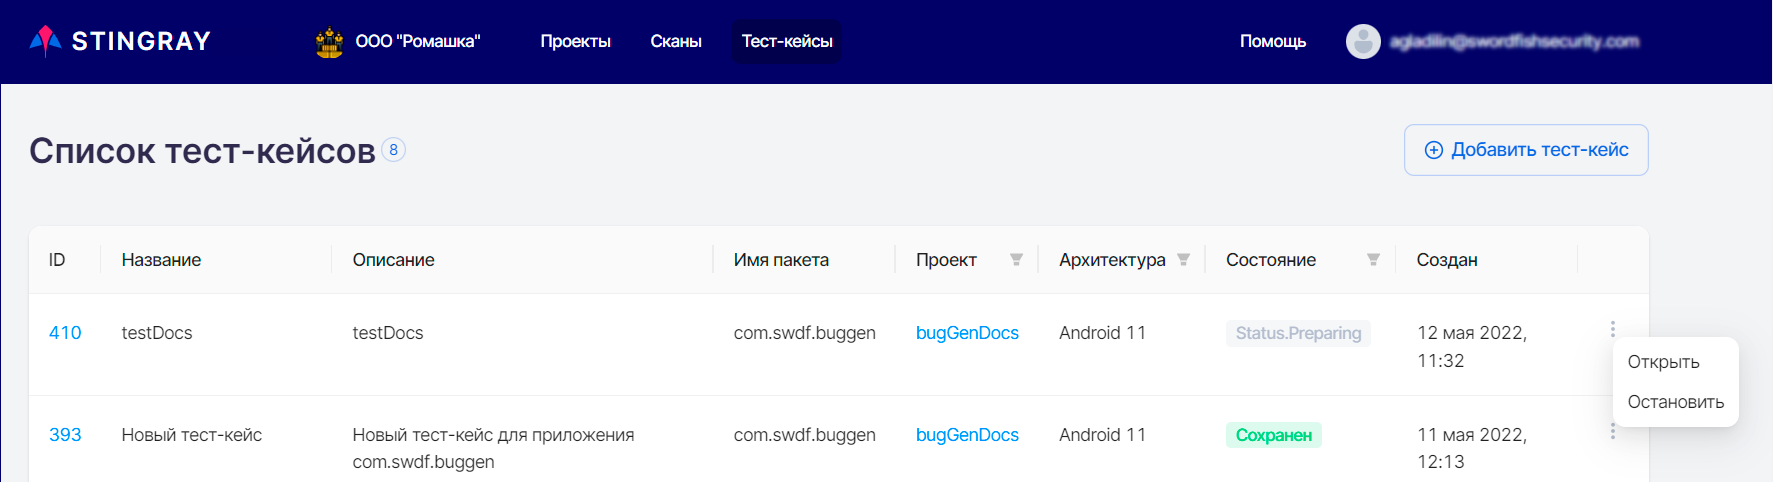 STINGRAY ООО "Ромашка" Проекты Сканы Тест-кейсы Помощь agladilin@swordfishsecurity.com
Список тест-кейсов 8 Добавить тест-кейс
ID Название Описание Имя пакета Проект Архитектура Состояние Создан
410 testDocs testDocs com.swdf.buggen bugGenDocs Android 11 Status.Preparing 12 мая 2022,
11:32
Открыть
Остановить
393 Новый тест-кейс Новый тест-кейс для приложения com.swdf.buggen bugGenDocs Android 11 Сохранен 11 мая 2022,
com.swdf.buggen 12:13